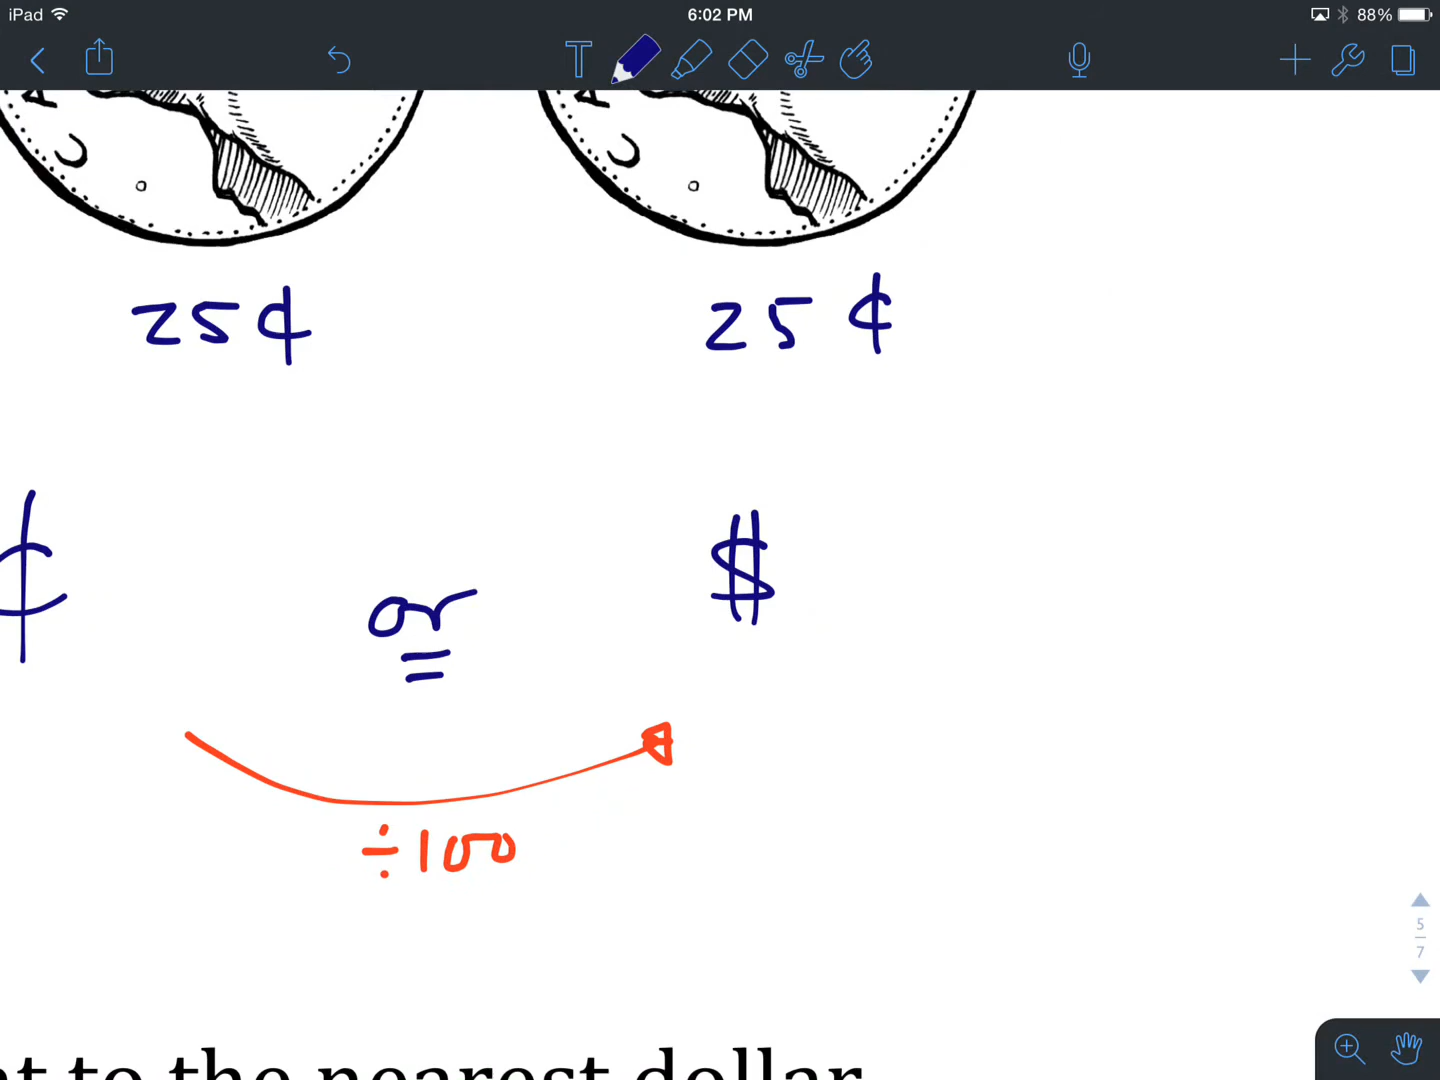 iPad 6:02 PM 88%
T
25¢ 25¢
¢ or $
÷100
5
7
to the nearest dollar